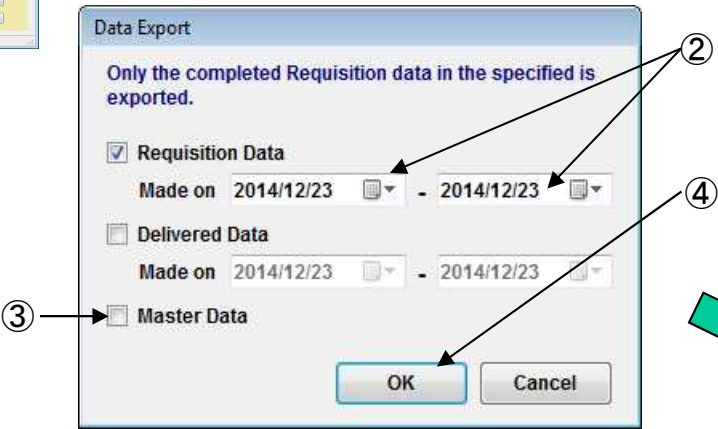 Data Export
②
Only the completed Requisition data in the specified is
exported.
Requisition Data
Made on 2014/12/23 - 2014/12/23
④
Delivered Data
Made on 2014/12/23 - 2014/12/23
③ Master Data
OK Cancel